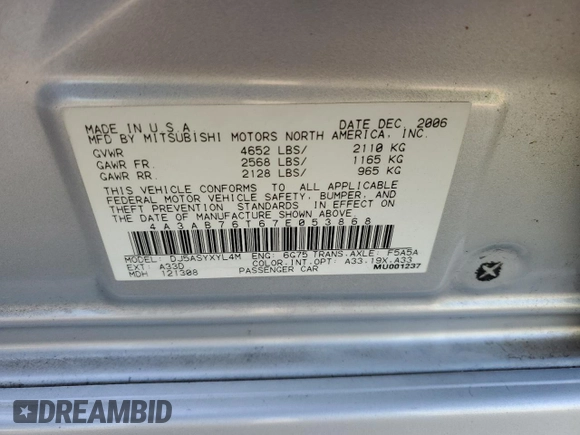 MADE IN U.S.A. DATE DEC. 2006
MFD BY MITSUBISHI MOTORS NORTH AMERICA, INC.
GVWR 4652 LBS/ 2110 KG
GAWR FR. 2568 LBS/ 1165 KG
GAWR RR. 2128 LBS/ 965 KG
THIS VEHICLE CONFORMS TO ALL APPLICABLE
FEDERAL MOTOR VEHICLE SAFETY, BUMPER, AND
THEFT PREVENTION STANDARDS IN EFFECT ON
THE DATE OF MANUFACTURE SHOWN ABOVE.
4A3AB76T67E053868
MODEL: DJ5ASYXYL4M ENG: 6G75 TRANS.AXLE: F5A5A
EXT: A33D COLOR.INT.OPT: A33.19X.A33
MDH 121308 PASSENGER CAR MU001237
DREAMBID